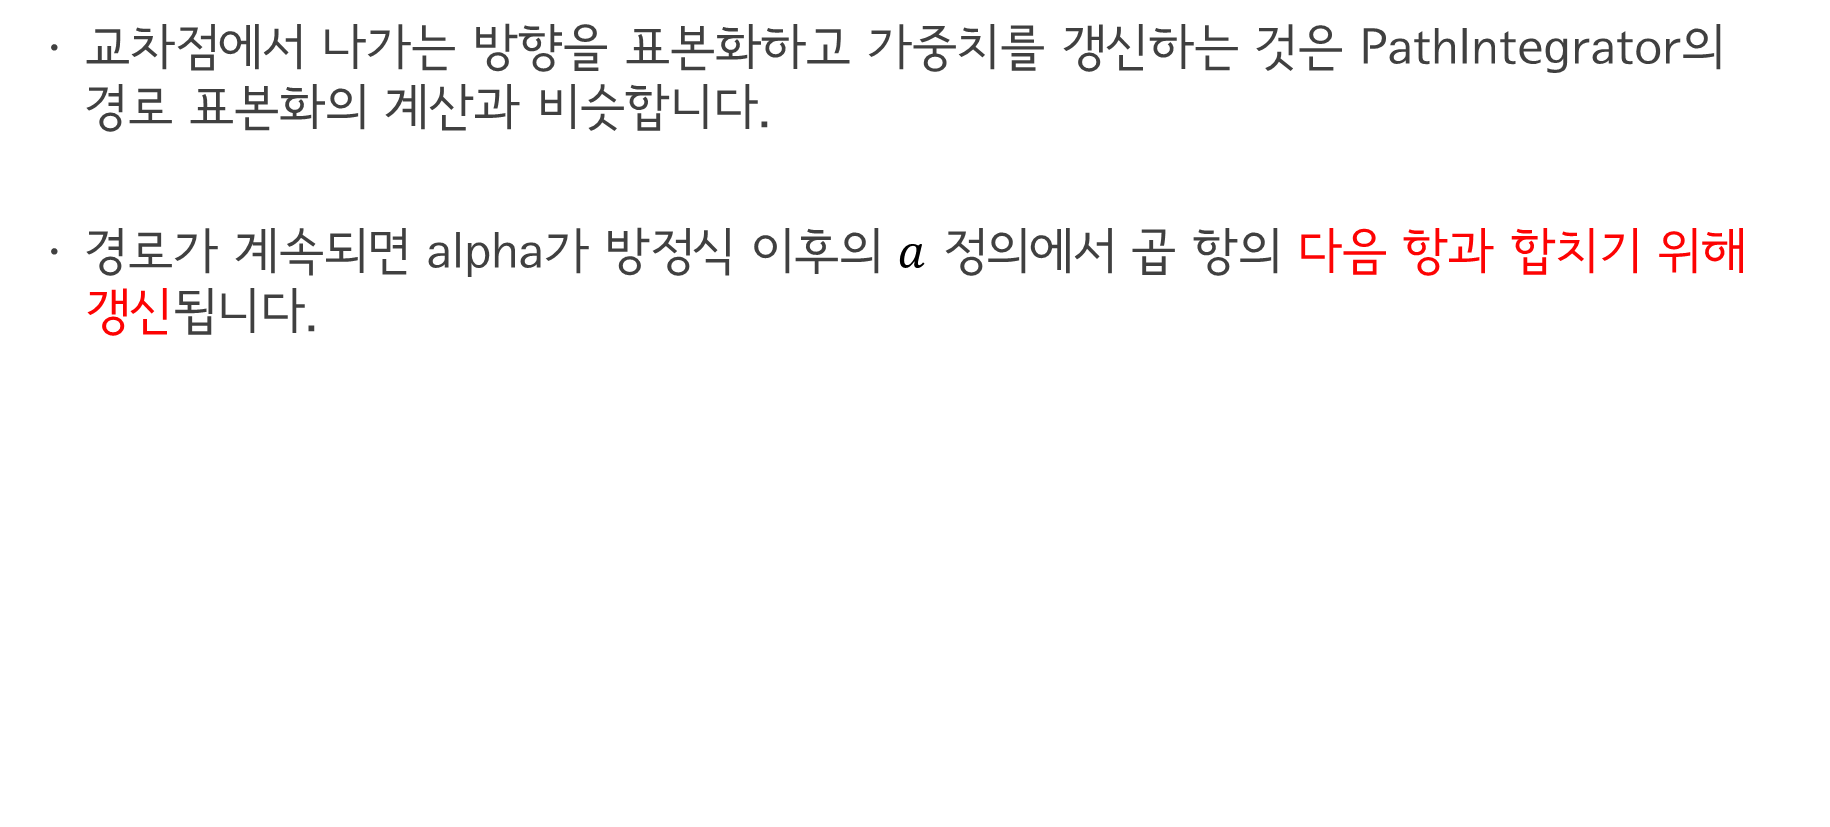 · 교차점에서 나가는 방향을 표본화하고 가중치를 갱신하는 것은 PathIntegrator의
경로 표본화의 계산과 비슷합니다.
· 경로가 계속되면 alpha가 방정식 이후의 𝑎 정의에서 곱 항의 다음 항과 합치기 위해
갱신됩니다.